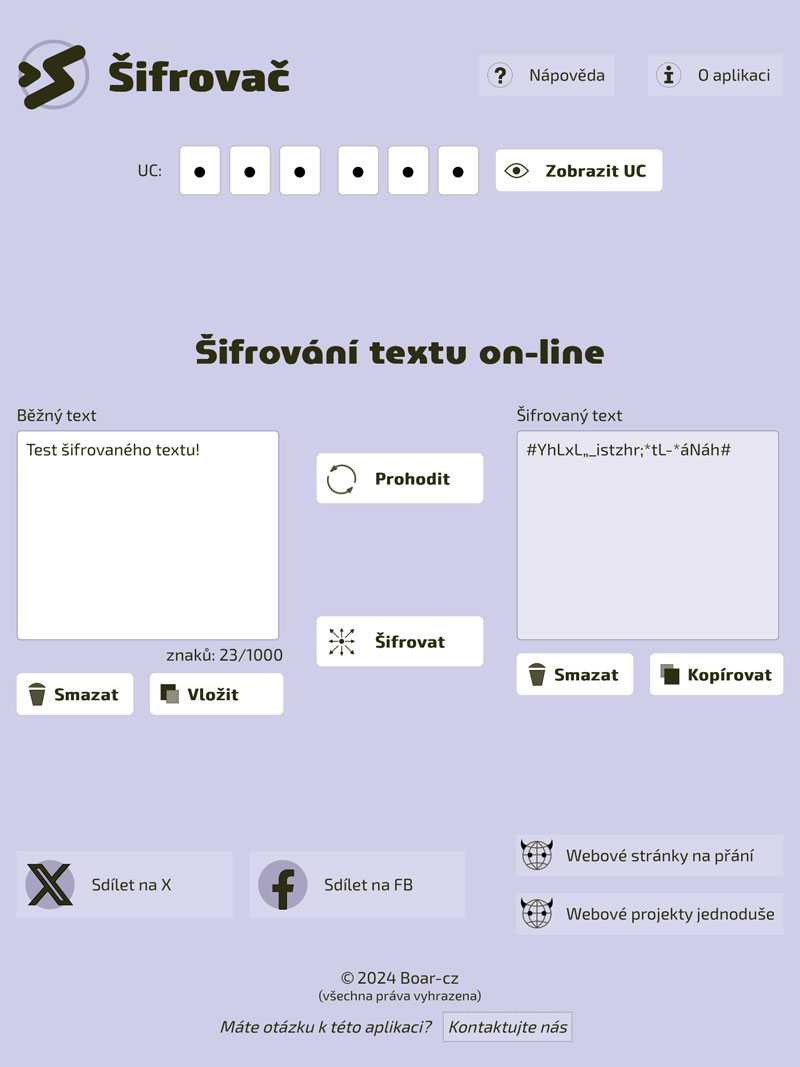 Šifrovač
? Nápověda
i O aplikaci
UC:
Zobrazit UC
Šifrování textu on-line
Běžný text
Test šifrovaného textu!
znaků: 23/1000
Smazat
Vložit
Prohodit
Šifrovat
Šifrovaný text
#YhLxL„_istzhr;*tL-*áNáh#
Smazat
Kopírovat
Sdílet na X
Sdílet na FB
Webové stránky na přání
Webové projekty jednoduše
© 2024 Boar-cz
(všechna práva vyhrazena)
Máte otázku k této aplikaci? Kontaktujte nás